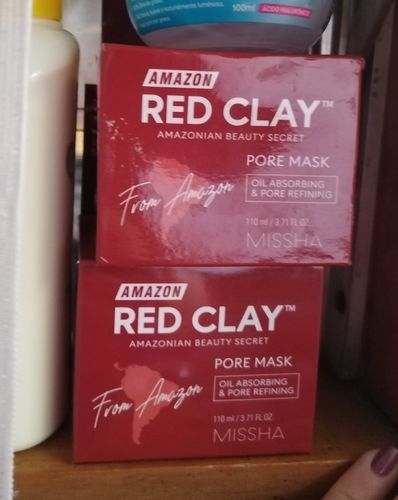 100ml
ÁCIDO HIALURÓNICO
AMAZON
RED CLAY™
AMAZONIAN BEAUTY SECRET
PORE MASK
From Amazon
OIL ABSORBING
& PORE REFINING
110 ml / 3.71 FL.OZ.
MISSHA
AMAZON
RED CLAY™
AMAZONIAN BEAUTY SECRET
PORE MASK
From Amazon
OIL ABSORBING
& PORE REFINING
110 ml / 3.71 FL.OZ
MISSHA